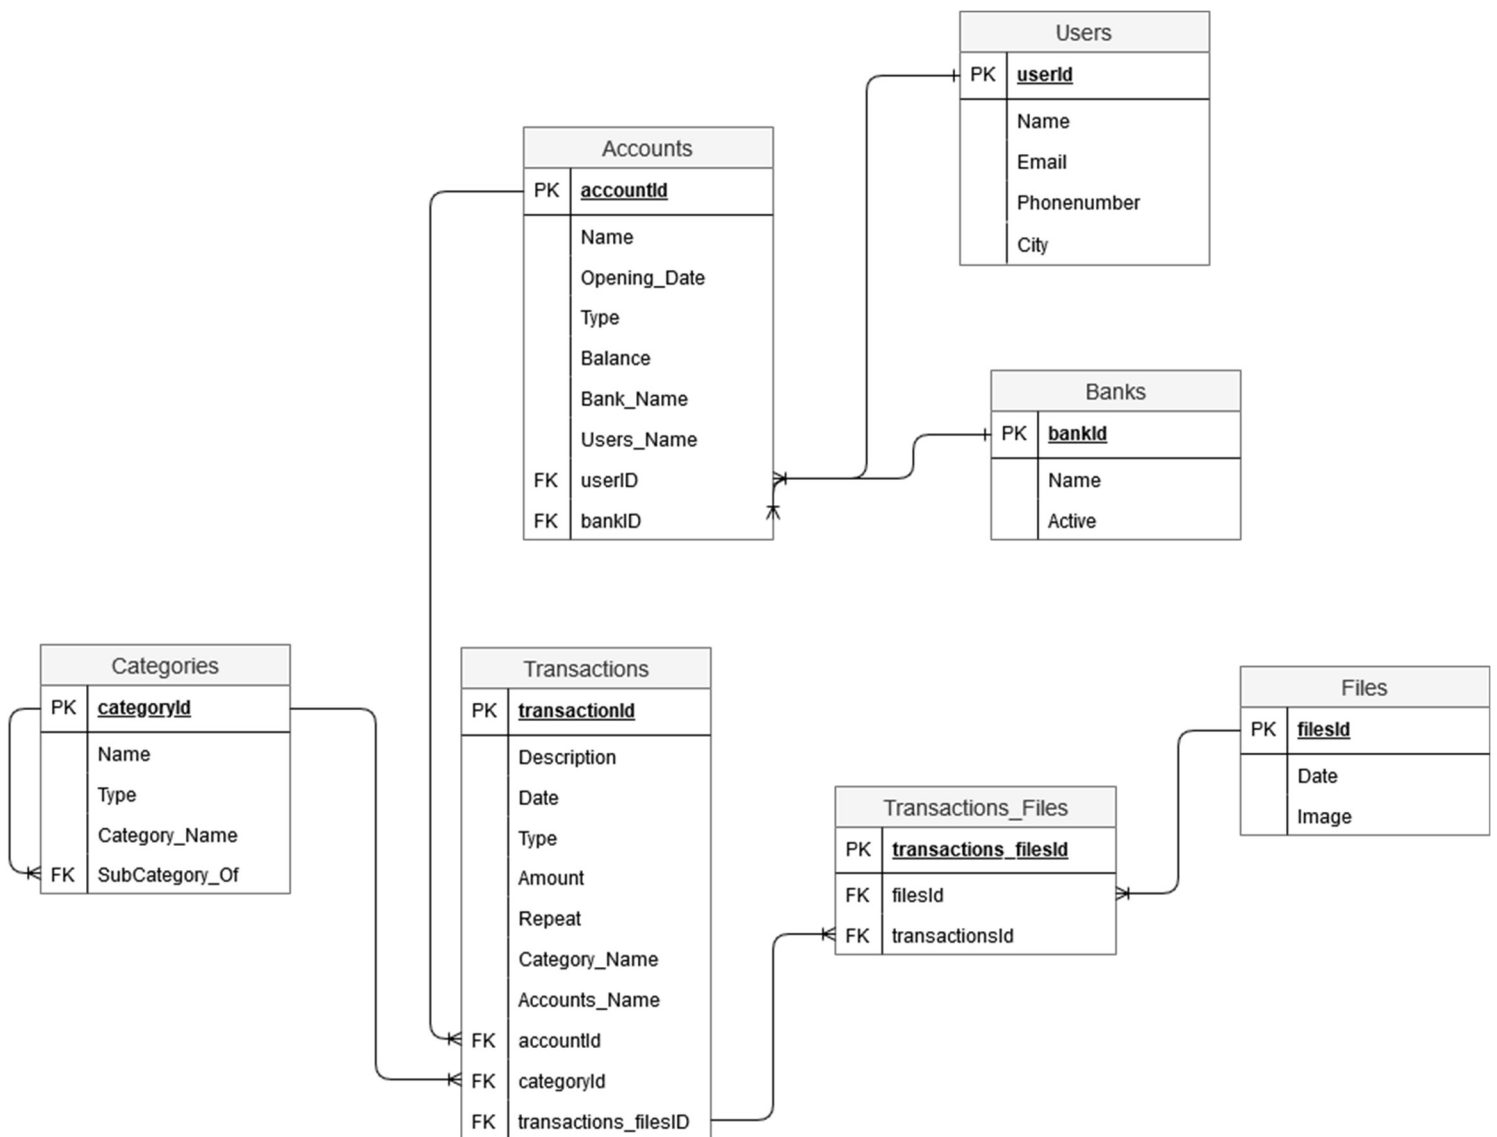 Users
PK userId
Name
Email
Phonenumber
City
Accounts
PK accountId
Name
Opening_Date
Type
Balance
Bank_Name
Users_Name
FK userID
FK bankID
Banks
PK bankId
Name
Active
Categories
PK categoryId
Name
Type
Category_Name
FK SubCategory_Of
Transactions
PK transactionId
Description
Date
Type
Amount
Repeat
Category_Name
Accounts_Name
FK accountId
FK categoryId
FK transactions_filesID
Transactions_Files
PK transactions_filesId
FK filesId
FK transactionsId
Files
PK filesId
Date
Image